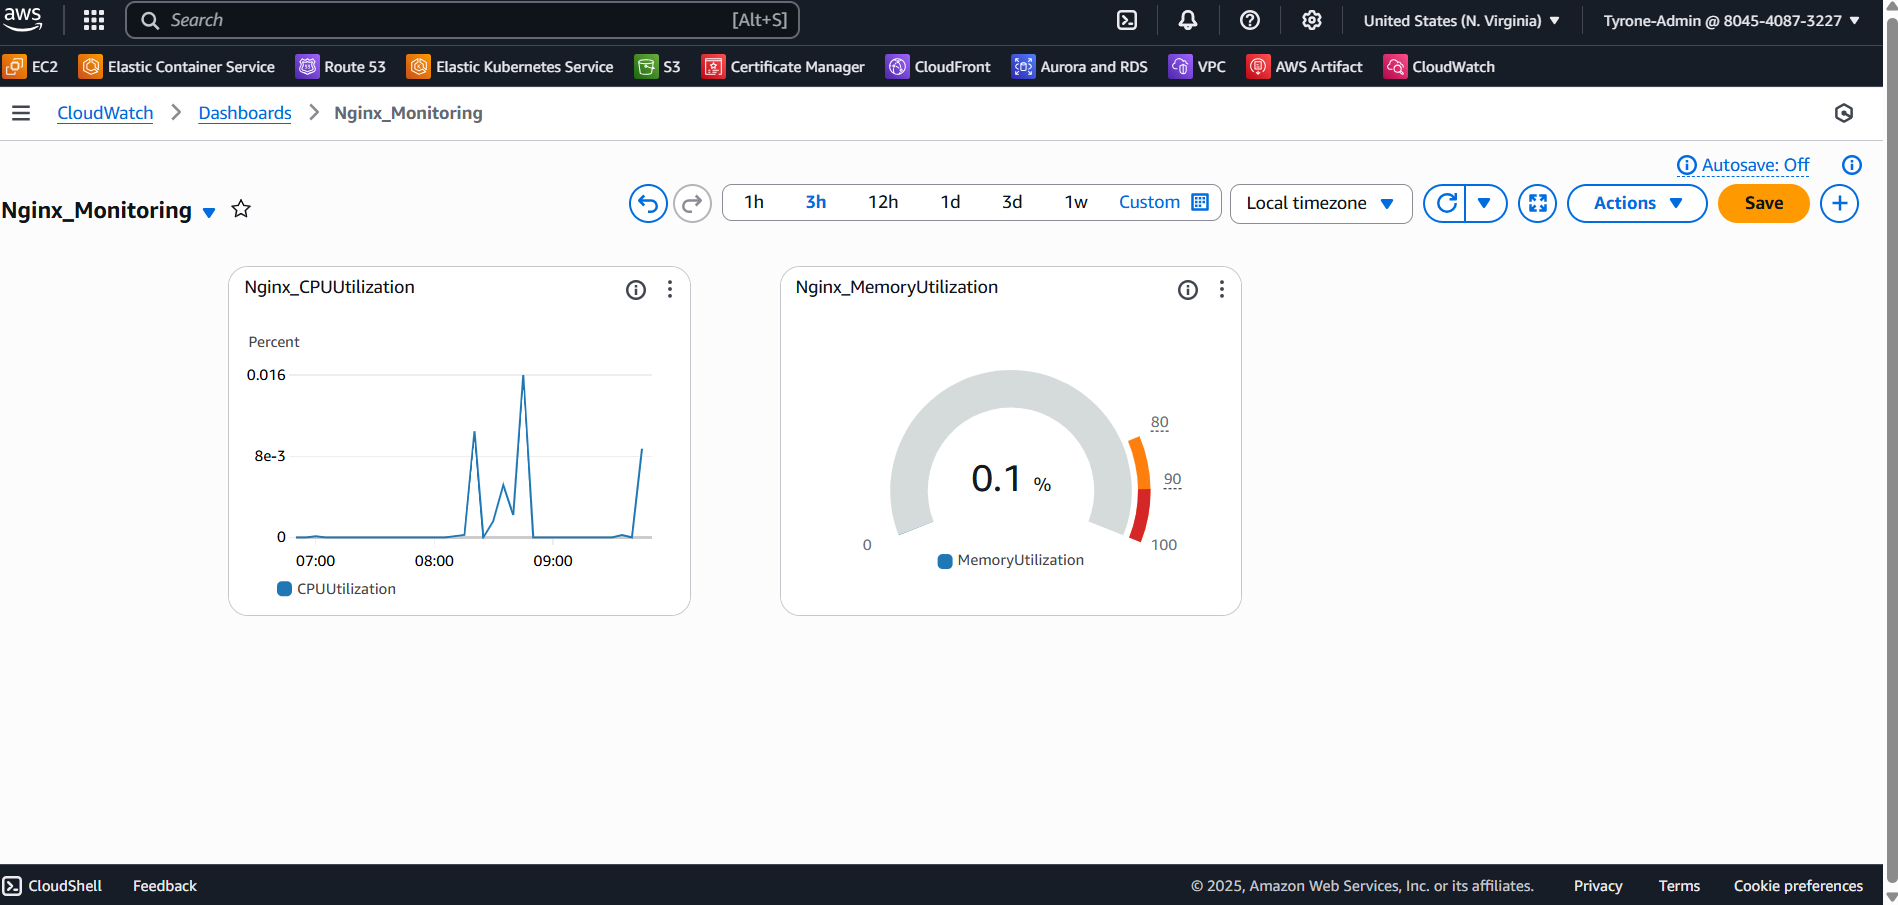 aws
Search [Alt+S]
United States (N. Virginia)
Tyrone-Admin @ 8045-4087-3227
EC2 Elastic Container Service Route 53 Elastic Kubernetes Service S3 Certificate Manager CloudFront Aurora and RDS VPC AWS Artifact CloudWatch
CloudWatch Dashboards Nginx_Monitoring
Autosave: Off
Nginx_Monitoring
1h 3h 12h 1d 3d 1w Custom
Local timezone
Actions
Save
Nginx_CPUUtilization
Percent
0.016
8e-3
0
07:00 08:00 09:00
CPUUtilization
Nginx_MemoryUtilization
80
90
0.1 %
0
100
MemoryUtilization
CloudShell Feedback © 2025, Amazon Web Services, Inc. or its affiliates. Privacy Terms Cookie preferences